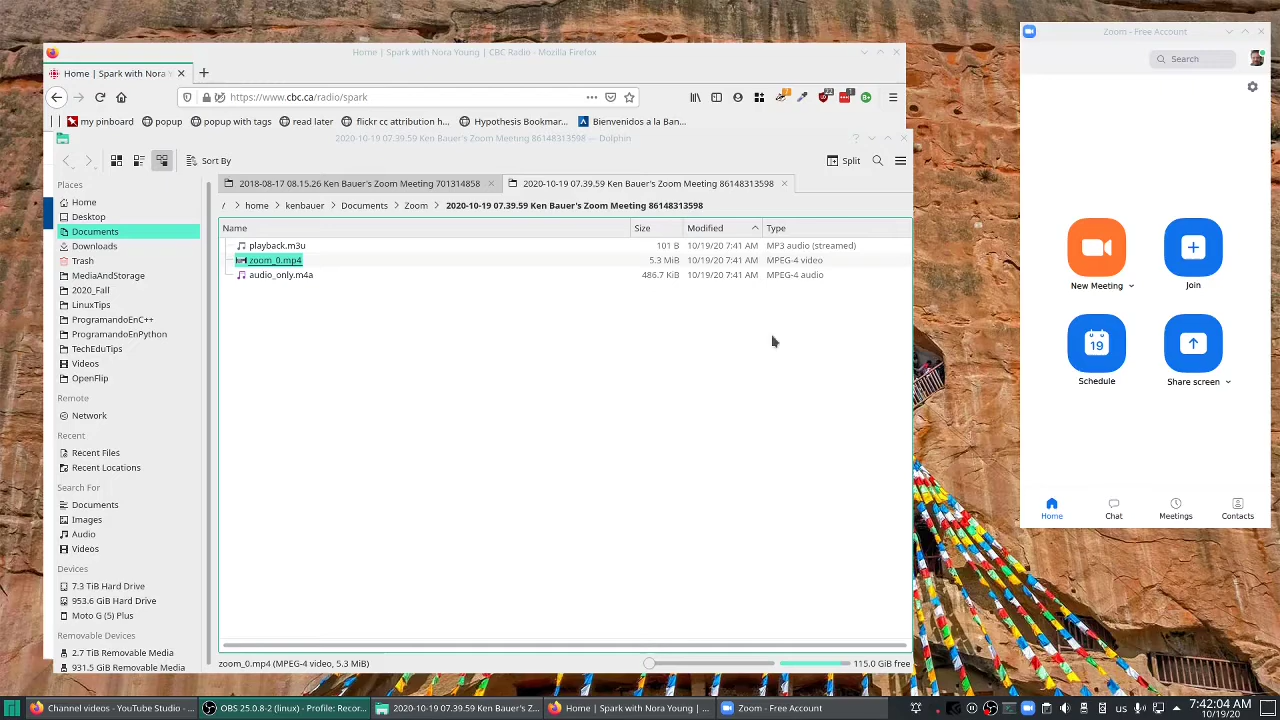 Home | Spark with Nora Young | CBC Radio - Mozilla Firefox
Home | Spark with Nora Y
https://www.cbc.ca/radio/spark
my pinboard popup popup with tags read later flickr cc attribution h... Hypothesis Bookmar... Bienvenidos a la Ban...
2020-10-19 07.39.59 Ken Bauer's Zoom Meeting 86148313598 — Dolphin
Sort By Split
Places
2018-08-17 08.15.26 Ken Bauer's Zoom Meeting 701314858
2020-10-19 07.39.59 Ken Bauer's Zoom Meeting 86148313598
/ > home > kenbauer > Documents > Zoom > 2020-10-19 07.39.59 Ken Bauer's Zoom Meeting 86148313598
Name Size Modified Type
playback.m3u 101 B 10/19/20 7:41 AM MP3 audio (streamed)
zoom_0.mp4 5.3 MiB 10/19/20 7:41 AM MPEG-4 video
audio_only.m4a 486.7 KiB 10/19/20 7:41 AM MPEG-4 audio
Home
Desktop
Documents
Downloads
Trash
MediaAndStorage
2020_Fall
LinuxTips
ProgramandoEnC++
ProgramandoEnPython
TechEduTips
Videos
OpenFlip
Remote
Network
Recent
Recent Files
Recent Locations
Search For
Documents
Images
Audio
Videos
Devices
7.3 TiB Hard Drive
953.6 GiB Hard Drive
Moto G (5) Plus
Removable Devices
2.7 TiB Removable Media
931.5 GiB Removable Media
zoom_0.mp4 (MPEG-4 video, 5.3 MiB)
115.0 GiB free
Zoom - Free Account
Search
New Meeting
Join
19
Schedule
Share screen
Home Chat Meetings Contacts
Channel videos - YouTube Studio - ...
OBS 25.0.8-2 (linux) - Profile: Recor...
2020-10-19 07.39.59 Ken Bauer's Z...
Home | Spark with Nora Young | ...
Zoom - Free Account
us
7:42:04 AM
10/19/20